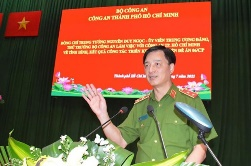 BỘ CÔNG AN
CÔNG AN THÀNH PHỐ HỒ CHÍ MINH
ĐỒNG CHÍ TRUNG TƯỚNG NGUYỄN DUY NGỌC - ỦY VIÊN TRUNG ƯƠNG ĐẢNG,
THỨ TRƯỞNG BỘ CÔNG AN LÀM VIỆC VỚI CÔNG AN TP. HỒ CHÍ MINH
VỀ TÌNH HÌNH, KẾT QUẢ CÔNG TÁC TRIỂN KHAI ĐỀ ÁN 06/CP